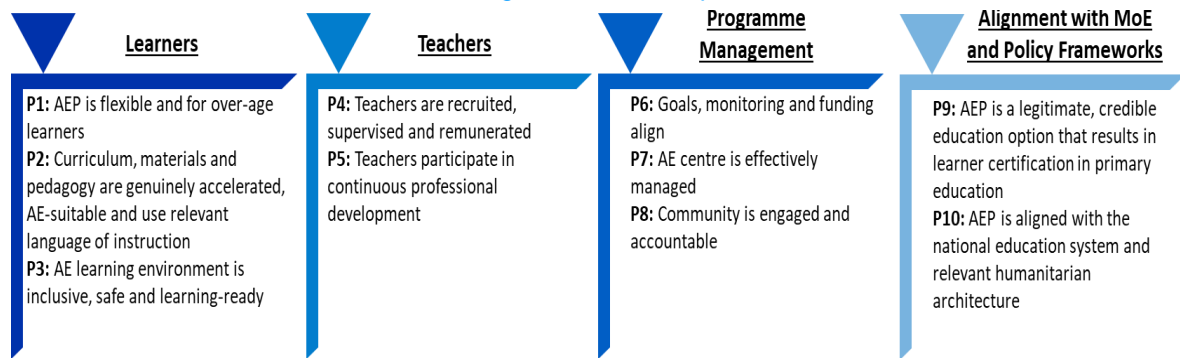 Learners
P1: AEP is flexible and for over-age
learners
P2: Curriculum, materials and
pedagogy are genuinely accelerated,
AE-suitable and use relevant
language of instruction
P3: AE learning environment is
inclusive, safe and learning-ready
Teachers
P4: Teachers are recruited,
supervised and remunerated
P5: Teachers participate in
continuous professional
development
Programme
Management
P6: Goals, monitoring and funding
align
P7: AE centre is effectively
managed
P8: Community is engaged and
accountable
Alignment with MoE
and Policy Frameworks
P9: AEP is a legitimate, credible
education option that results in
learner certification in primary
education
P10: AEP is aligned with the
national education system and
relevant humanitarian
architecture